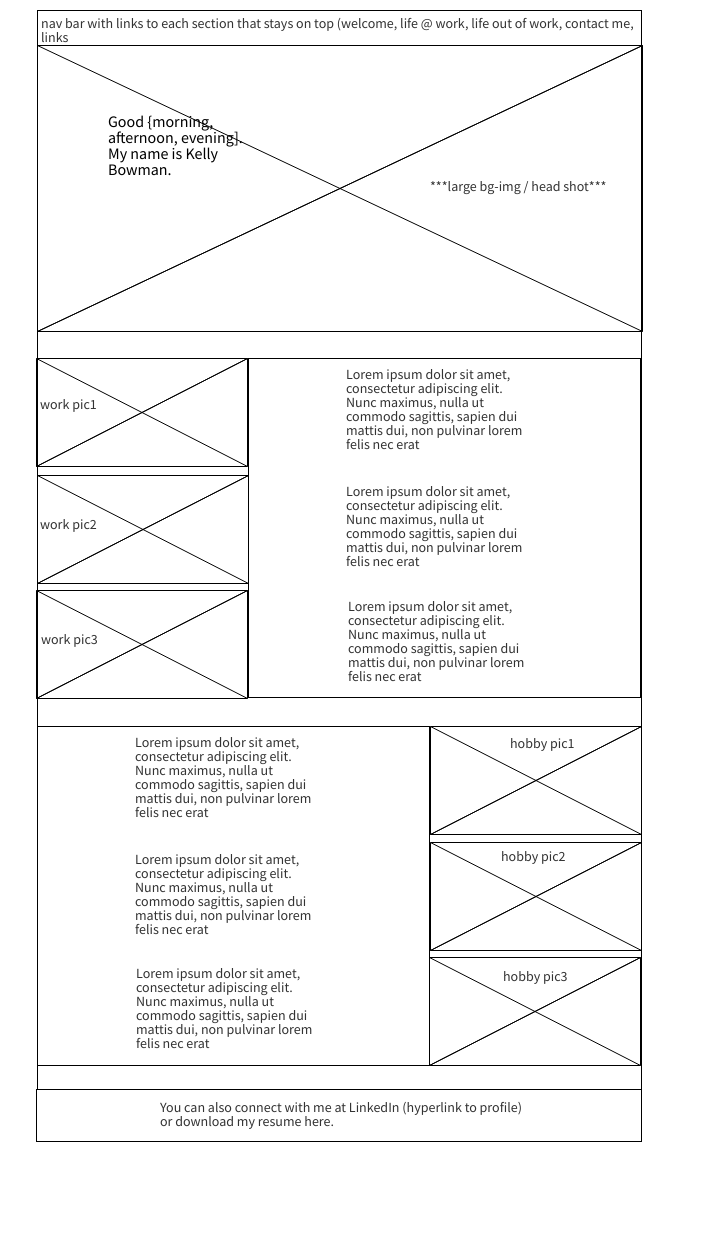 nav bar with links to each section that stays on top (welcome, life @ work, life out of work, contact me,
links
Good {morning,
afternoon, evening}.
My name is Kelly
Bowman.
***large bg-img / head shot***
work pic1
Lorem ipsum dolor sit amet,
consectetur adipiscing elit.
Nunc maximus, nulla ut
commodo sagittis, sapien dui
mattis dui, non pulvinar lorem
felis nec erat
work pic2
Lorem ipsum dolor sit amet,
consectetur adipiscing elit.
Nunc maximus, nulla ut
commodo sagittis, sapien dui
mattis dui, non pulvinar lorem
felis nec erat
work pic3
Lorem ipsum dolor sit amet,
consectetur adipiscing elit.
Nunc maximus, nulla ut
commodo sagittis, sapien dui
mattis dui, non pulvinar lorem
felis nec erat
Lorem ipsum dolor sit amet,
consectetur adipiscing elit.
Nunc maximus, nulla ut
commodo sagittis, sapien dui
mattis dui, non pulvinar lorem
felis nec erat
hobby pic1
Lorem ipsum dolor sit amet,
consectetur adipiscing elit.
Nunc maximus, nulla ut
commodo sagittis, sapien dui
mattis dui, non pulvinar lorem
felis nec erat
hobby pic2
Lorem ipsum dolor sit amet,
consectetur adipiscing elit.
Nunc maximus, nulla ut
commodo sagittis, sapien dui
mattis dui, non pulvinar lorem
felis nec erat
hobby pic3
You can also connect with me at LinkedIn (hyperlink to profile)
or download my resume here.